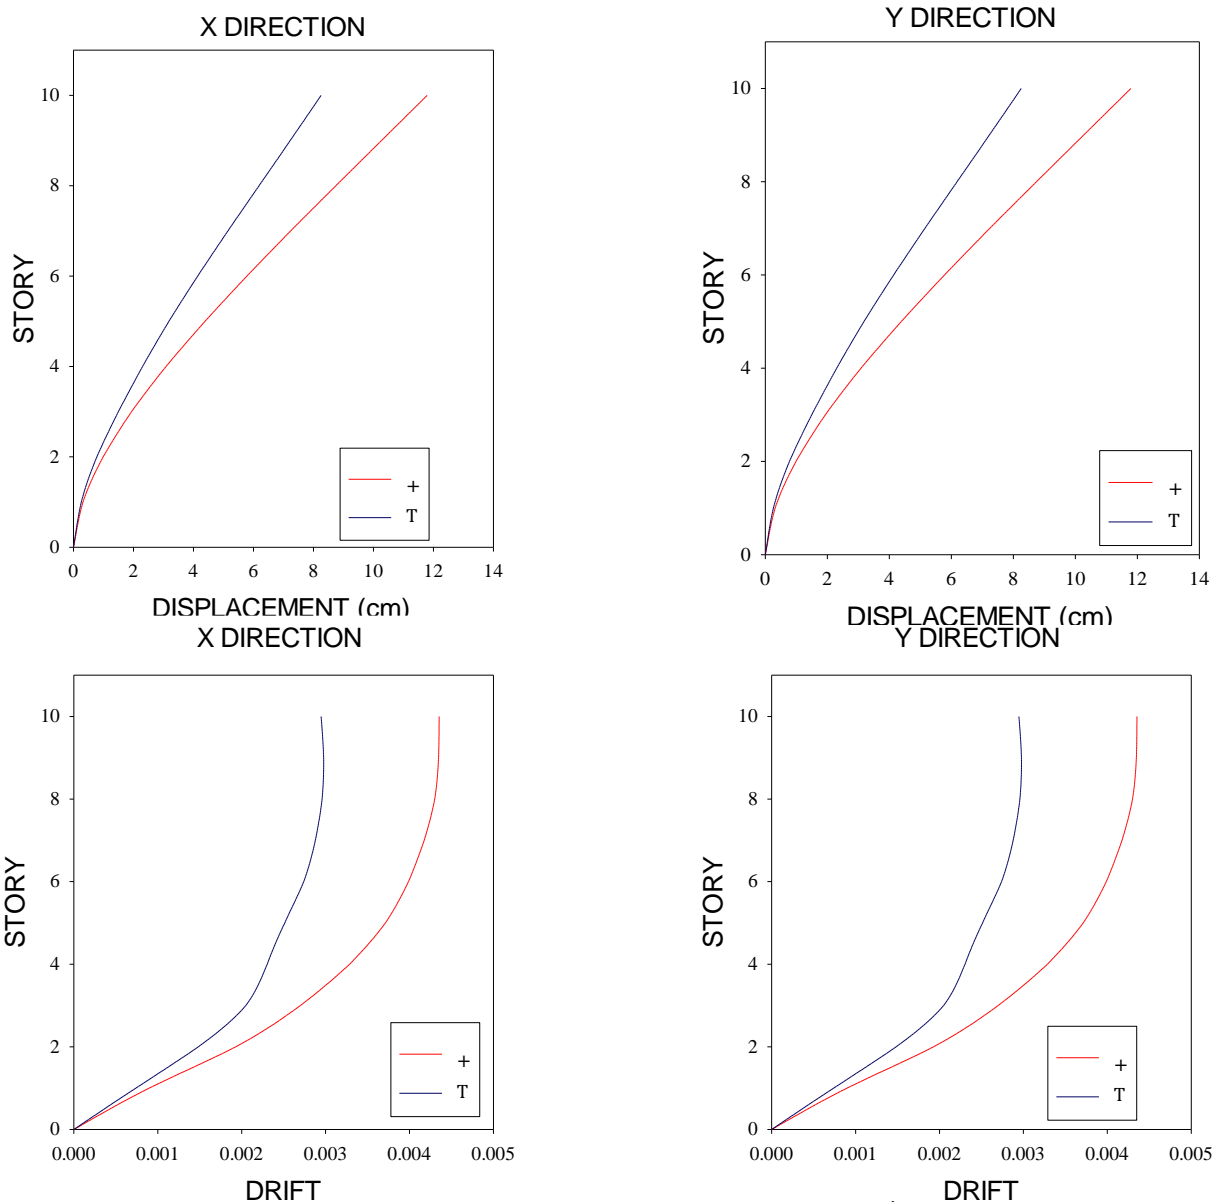 X DIRECTION
10
8
6
4
2
0
STORY
0 2 4 6 8 10 12 14
DISPLACEMENT (cm)
+
T
Y DIRECTION
10
8
6
4
2
0
STORY
0 2 4 6 8 10 12 14
DISPLACEMENT (cm)
+
T
X DIRECTION
10
8
6
4
2
0
STORY
0.000 0.001 0.002 0.003 0.004 0.005
DRIFT
+
T
Y DIRECTION
10
8
6
4
2
0
STORY
0.000 0.001 0.002 0.003 0.004 0.005
DRIFT
+
T